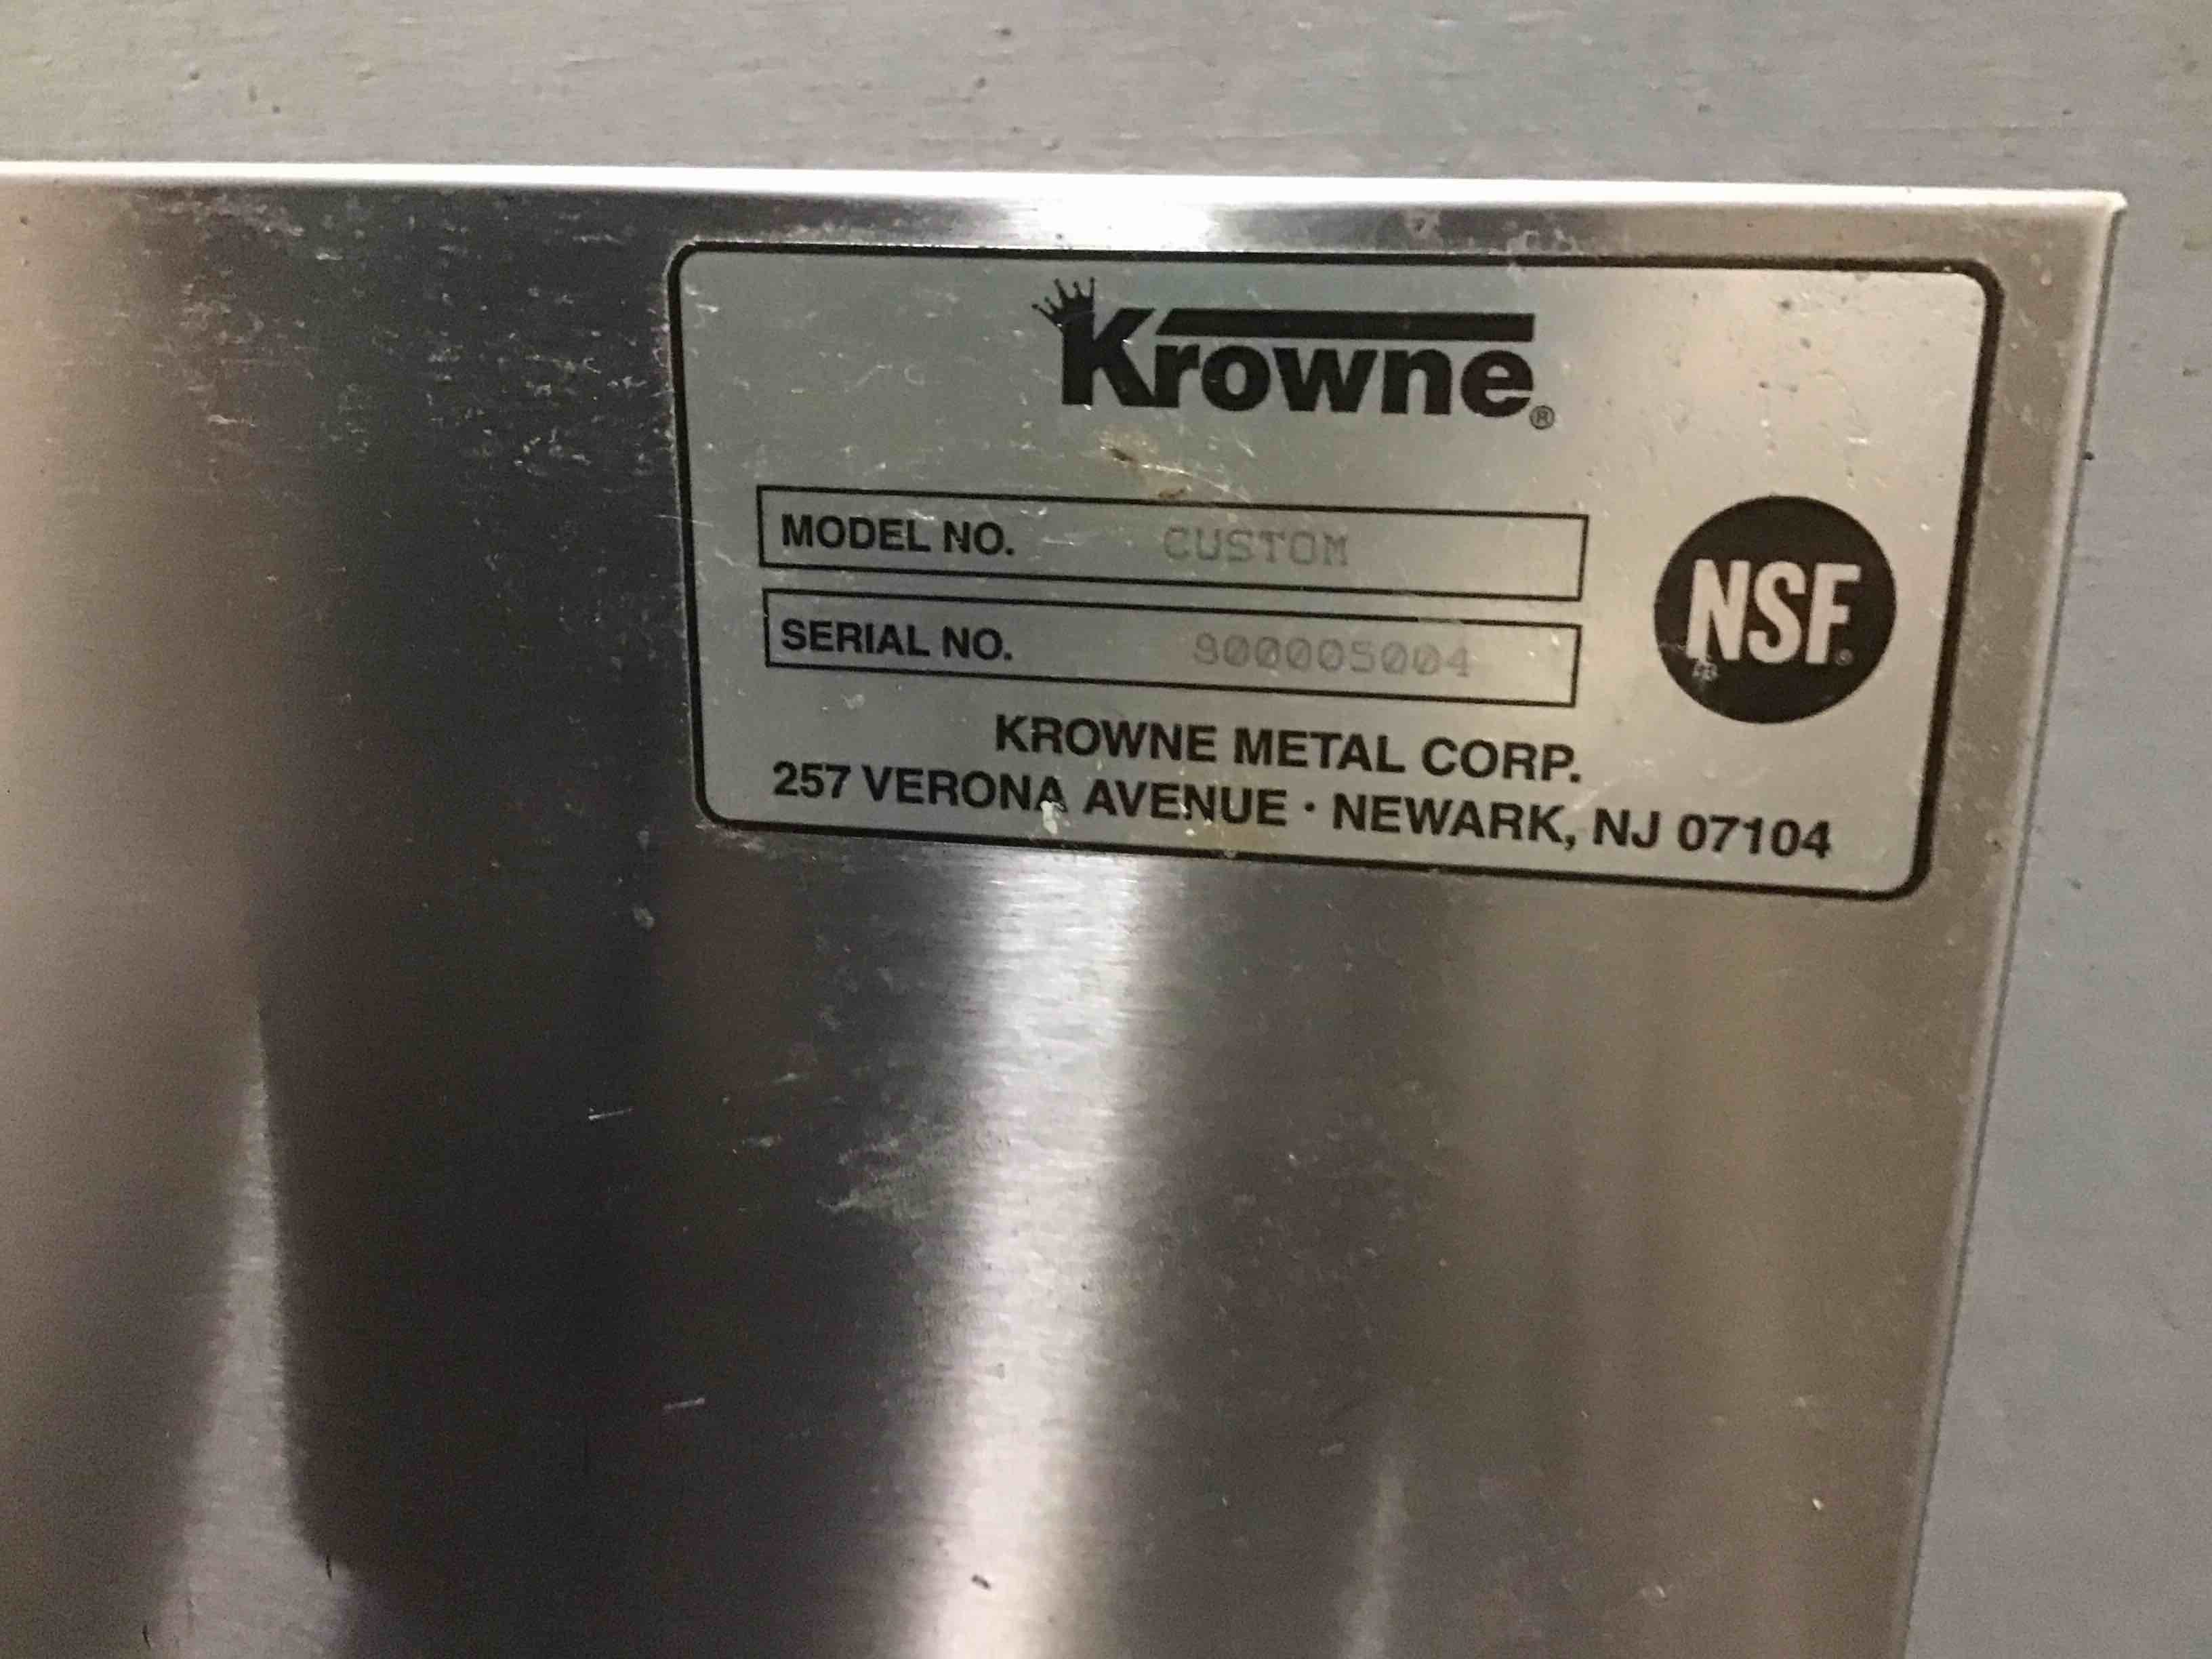 Krowne®
MODEL NO. CUSTOM
SERIAL NO. 900005004
NSF®
KROWNE METAL CORP.
257 VERONA AVENUE · NEWARK, NJ 07104